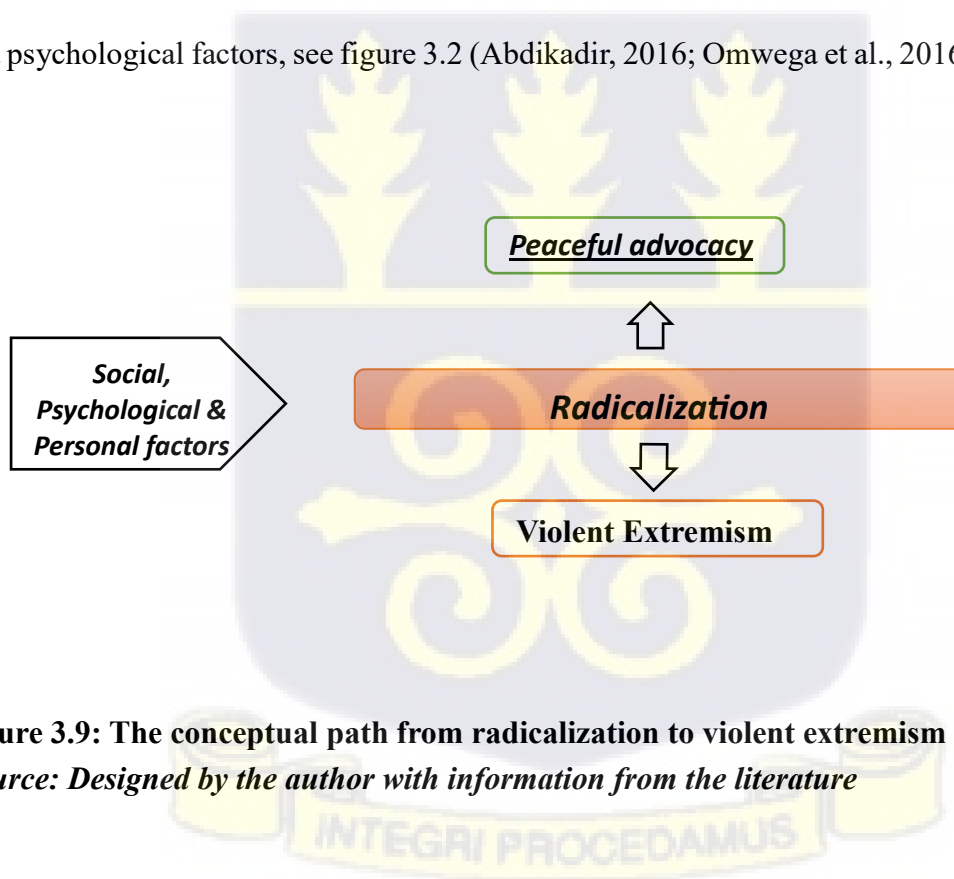 psychological factors, see figure 3.2 (Abdikadir, 2016; Omwega et al., 2016
Peaceful advocacy
Social,
Psychological &
Personal factors
Radicalization
Violent Extremism
ure 3.9: The conceptual path from radicalization to violent extremism
urce: Designed by the author with information from the literature
INTEGRI PROCEDAMUS